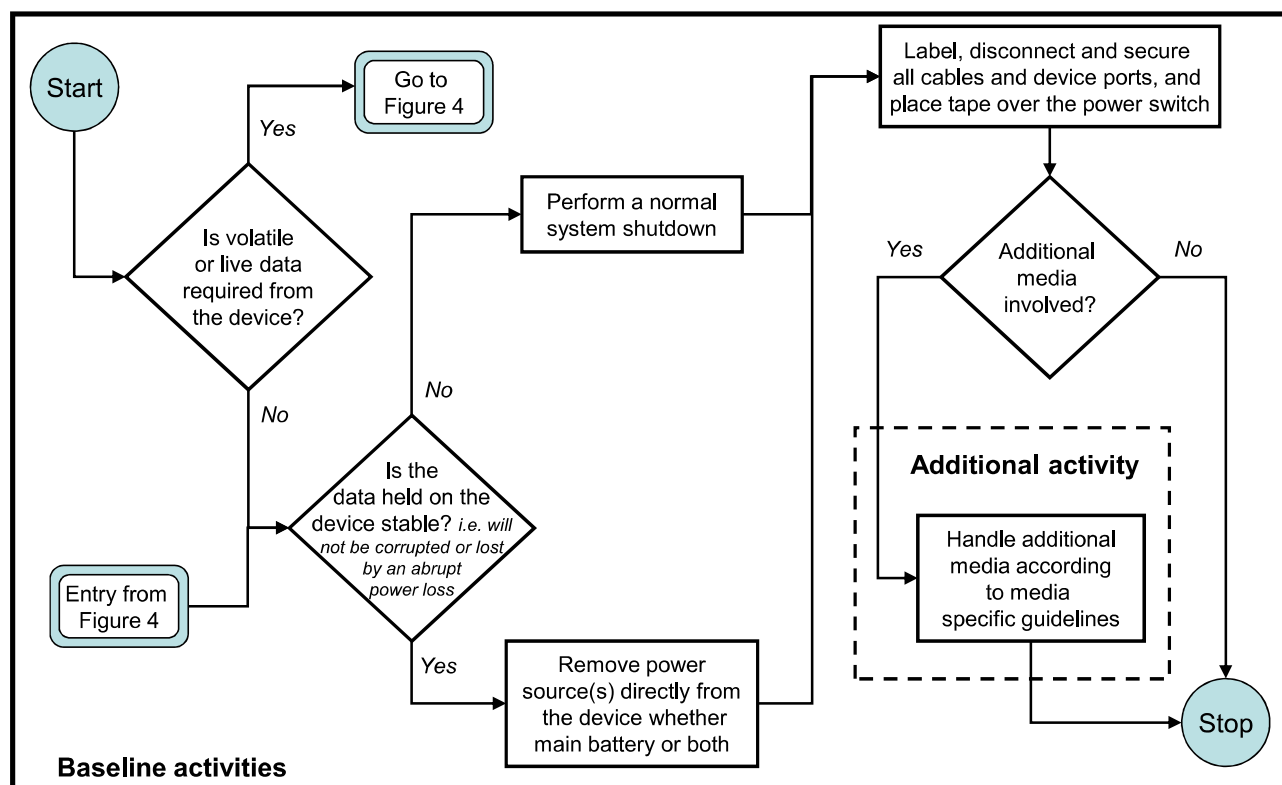 Start
Go to
Figure 4
Yes
Is volatile
or live data
required from
the device?
No
Entry from
Figure 4
Is the
data held on the
device stable? i.e. will
not be corrupted or lost
by an abrupt
power loss
No
Perform a normal
system shutdown
Yes
Remove power
source(s) directly from
the device whether
main battery or both
Label, disconnect and secure
all cables and device ports, and
place tape over the power switch
Additional
media
involved?
Yes
No
Additional activity
Handle additional
media according
to media
specific guidelines
Stop
Baseline activities